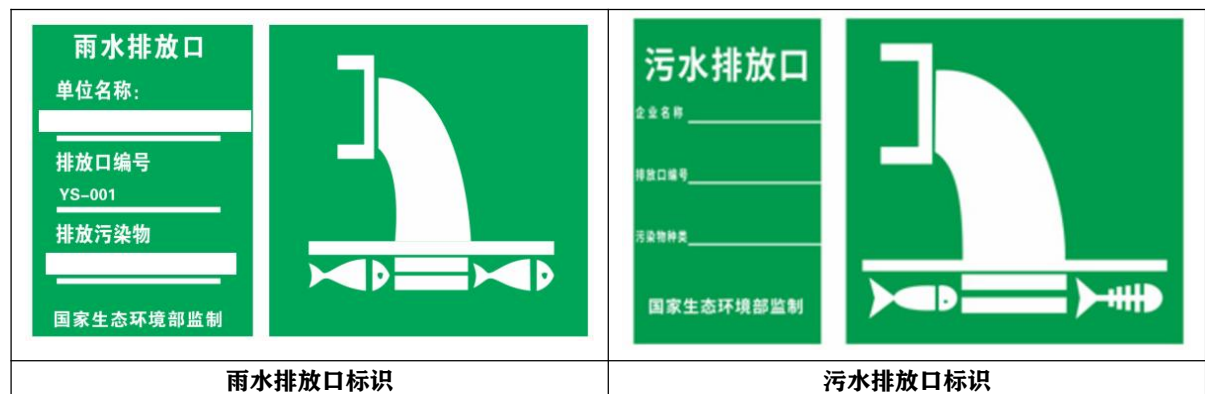 雨水排放口
单位名称：
排放口编号
YS-001
排放污染物
国家生态环境部监制
污水排放口
企业名称
排放口编号
污染物种类
国家生态环境部监制
雨水排放口标识
污水排放口标识